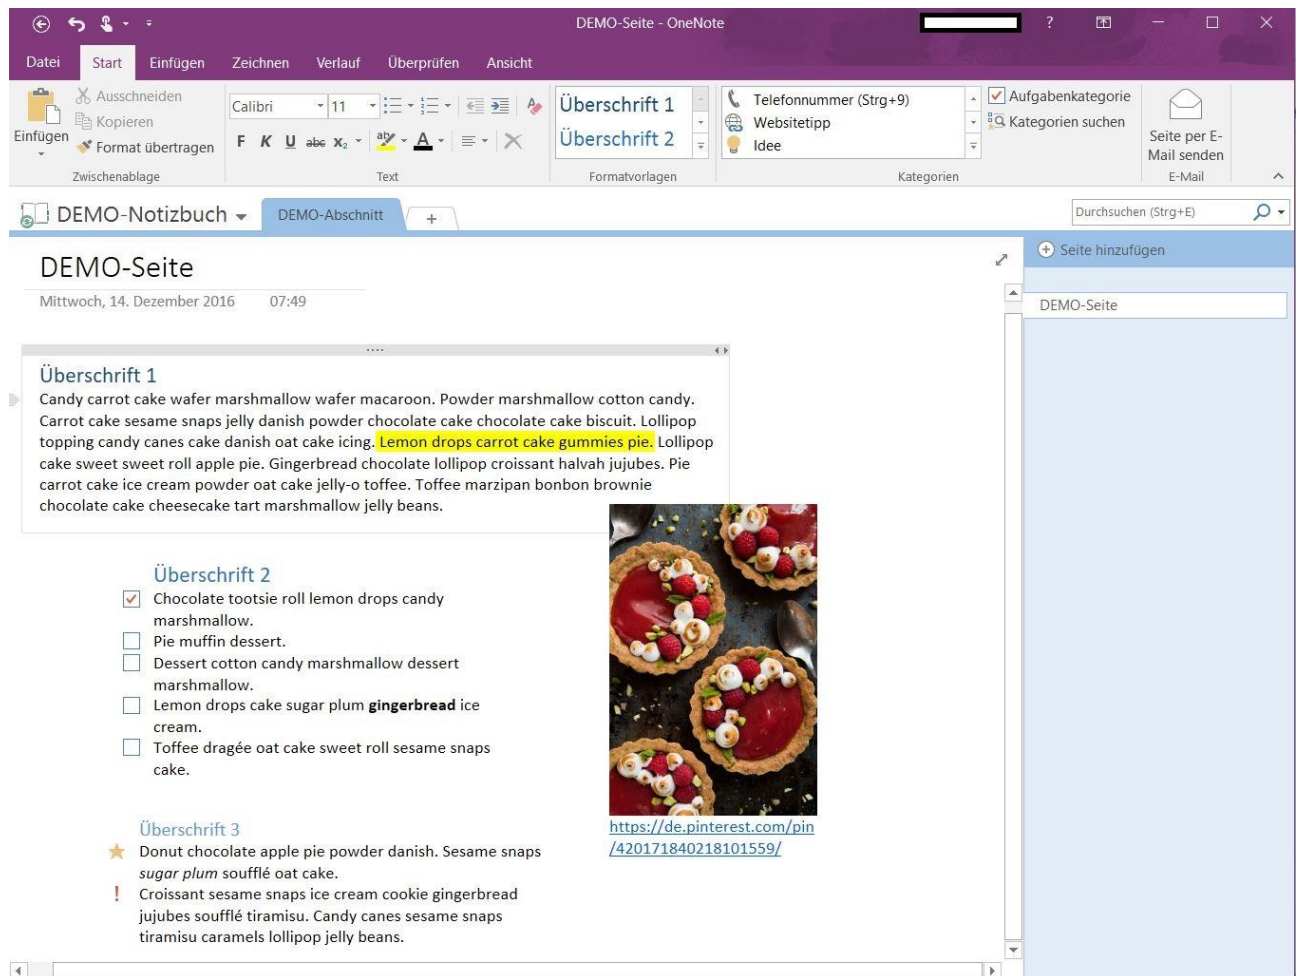 DEMO-Seite - OneNote
?
Datei Start Einfügen Zeichnen Verlauf Überprüfen Ansicht
Einfügen
Ausschneiden
Kopieren
Format übertragen
Zwischenablage
Calibri 11
F K U abc x₂ aby A
Text
Überschrift 1
Überschrift 2
Formatvorlagen
Telefonnummer (Strg+9)
Websitetipp
Idee
Aufgabenkategorie
Kategorien suchen
Kategorien
Seite per E-
Mail senden
E-Mail
DEMO-Notizbuch DEMO-Abschnitt +
Durchsuchen (Strg+E)
Seite hinzufügen
DEMO-Seite
DEMO-Seite
Mittwoch, 14. Dezember 2016 07:49
Überschrift 1
Candy carrot cake wafer marshmallow wafer macaroon. Powder marshmallow cotton candy.
Carrot cake sesame snaps jelly danish powder chocolate cake chocolate cake biscuit. Lollipop
topping candy canes cake danish oat cake icing. Lemon drops carrot cake gummies pie. Lollipop
cake sweet sweet roll apple pie. Gingerbread chocolate lollipop croissant halvah jujubes. Pie
carrot cake ice cream powder oat cake jelly-o toffee. Toffee marzipan bonbon brownie
chocolate cake cheesecake tart marshmallow jelly beans.
Überschrift 2
Chocolate tootsie roll lemon drops candy
marshmallow.
Pie muffin dessert.
Dessert cotton candy marshmallow dessert
marshmallow.
Lemon drops cake sugar plum gingerbread ice
cream.
Toffee dragée oat cake sweet roll sesame snaps
cake.
https://de.pinterest.com/pin
/420171840218101559/
Überschrift 3
Donut chocolate apple pie powder danish. Sesame snaps
sugar plum soufflé oat cake.
! Croissant sesame snaps ice cream cookie gingerbread
jujubes soufflé tiramisu. Candy canes sesame snaps
tiramisu caramels lollipop jelly beans.